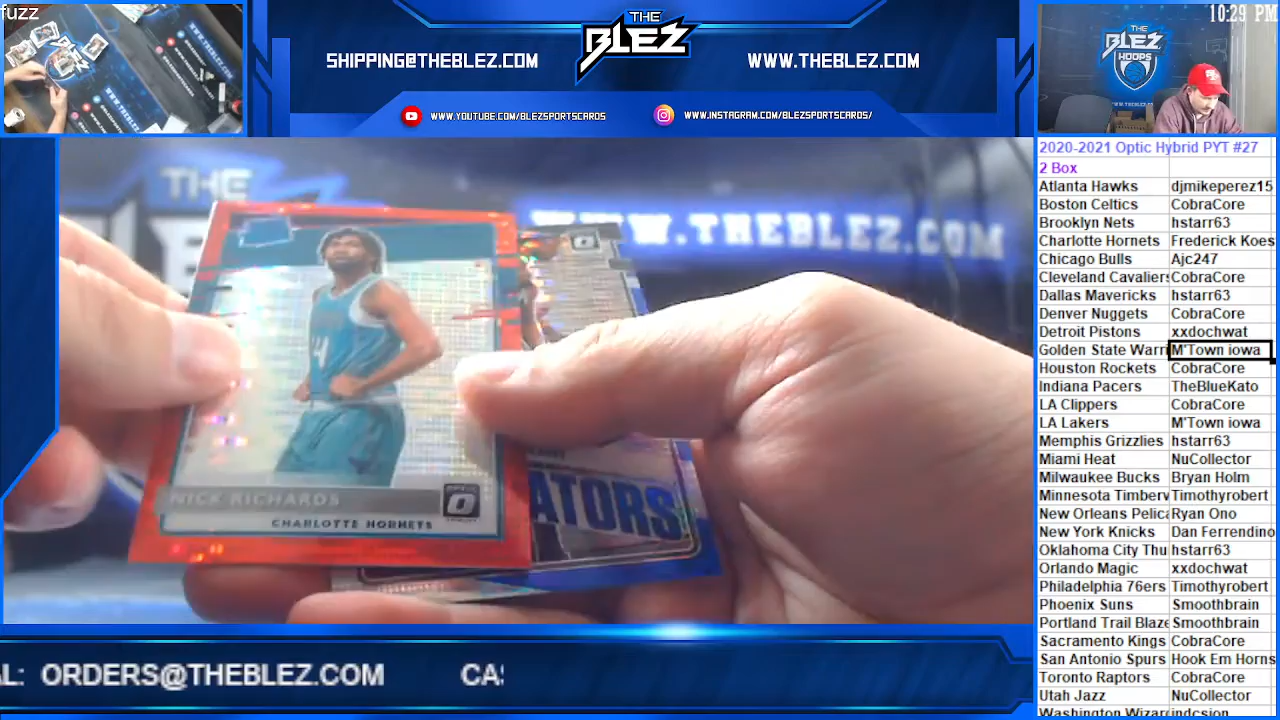 fuzz
10:29 PM
THE
BLEZ
SHIPPING@THEBLEZ.COM
WWW.THEBLEZ.COM
WWW.YOUTUBE.COM/BLEZSPORTSCARDS
WWW.INSTAGRAM.COM/BLEZSPORTSCARDS/
THE
BLEZ
HOOPS
THE
WWW.THEBLEZ.COM
NICK RICHARDS
CHARLOTTE HORNETS
ATORS
2020-2021 Optic Hybrid PYT #27
2 Box
Atlanta Hawks djmikeperez15
Boston Celtics CobraCore
Brooklyn Nets hstarr63
Charlotte Hornets Frederick Koes
Chicago Bulls Ajc247
Cleveland Cavaliers CobraCore
Dallas Mavericks hstarr63
Denver Nuggets CobraCore
Detroit Pistons xxdochwat
Golden State Warri M'Town iowa
Houston Rockets CobraCore
Indiana Pacers TheBlueKato
LA Clippers CobraCore
LA Lakers M'Town iowa
Memphis Grizzlies hstarr63
Miami Heat NuCollector
Milwaukee Bucks Bryan Holm
Minnesota Timberv Timothyrobert
New Orleans Pelica Ryan Ono
New York Knicks Dan Ferrendino
Oklahoma City Thu hstarr63
Orlando Magic xxdochwat
Philadelphia 76ers Timothyrobert
Phoenix Suns Smoothbrain
Portland Trail Blaze Smoothbrain
Sacramento Kings CobraCore
San Antonio Spurs Hook Em Horns
Toronto Raptors CobraCore
Utah Jazz NuCollector
Washington Wizar indcsion
L: ORDERS@THEBLEZ.COM CAS